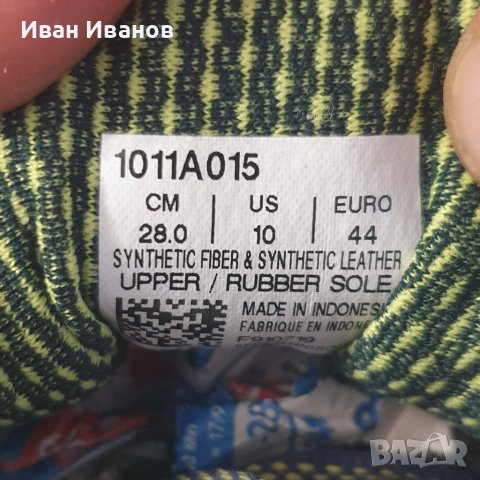 Иван Иванов
1011A015
CM US EURO
28.0 10 44
SYNTHETIC FIBER & SYNTHETIC LEATHER
UPPER / RUBBER SOLE
MADE IN INDONESI
FABRIQUE EN INDONE
F910719
BAZAR